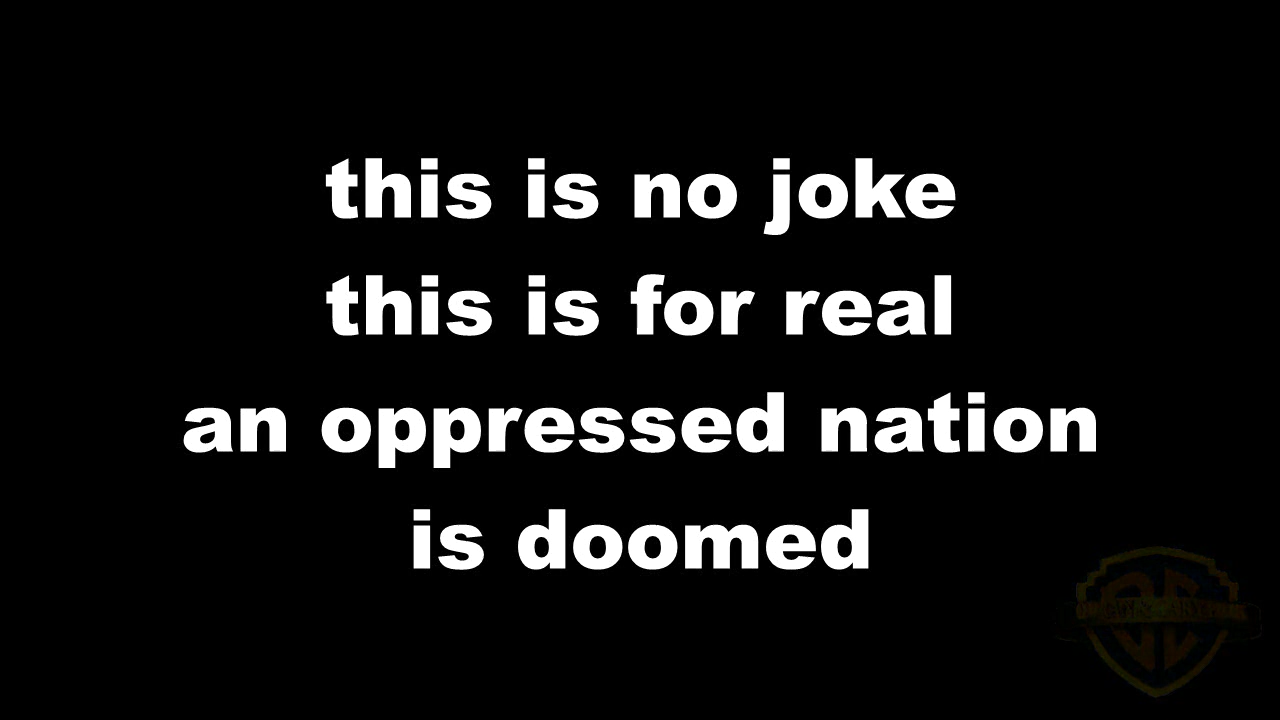 this is no joke
this is for real
an oppressed nation
is doomed